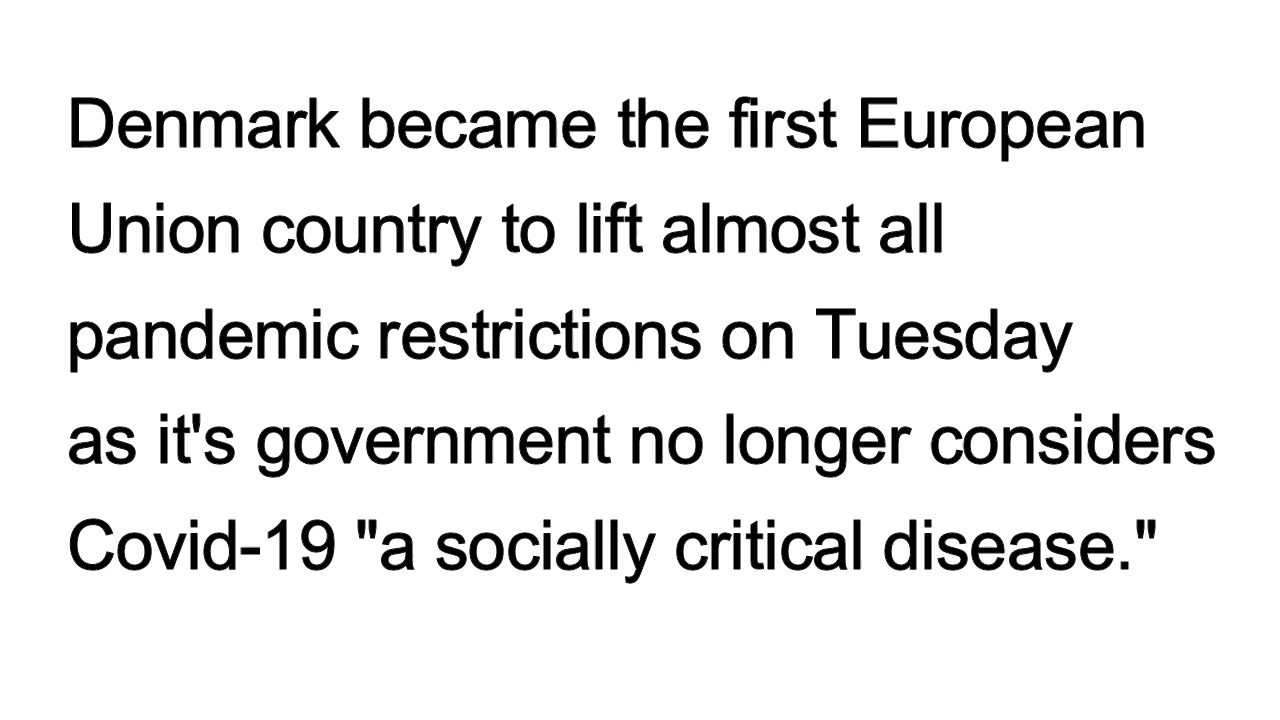 Denmark became the first European
Union country to lift almost all
pandemic restrictions on Tuesday
as it's government no longer considers
Covid-19 "a socially critical disease."